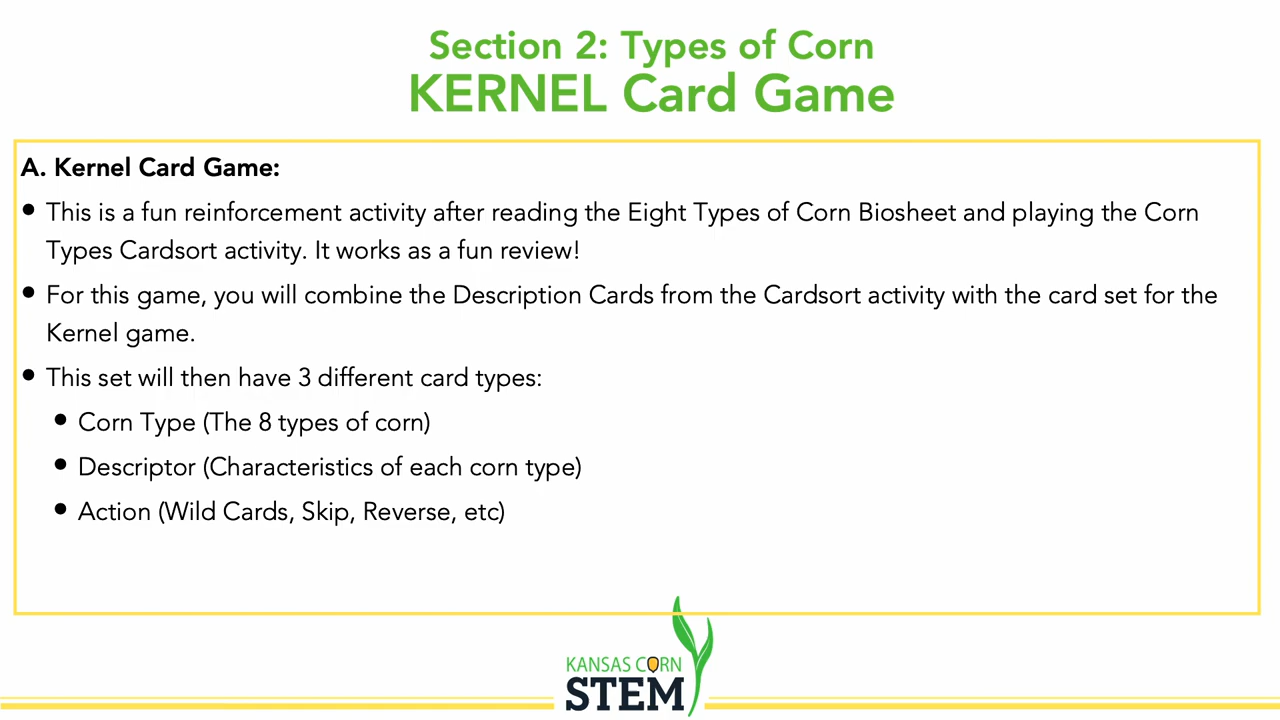 Section 2: Types of Corn
KERNEL Card Game
A. Kernel Card Game:
• This is a fun reinforcement activity after reading the Eight Types of Corn Biosheet and playing the Corn
Types Cardsort activity. It works as a fun review!
• For this game, you will combine the Description Cards from the Cardsort activity with the card set for the
Kernel game.
• This set will then have 3 different card types:
• Corn Type (The 8 types of corn)
• Descriptor (Characteristics of each corn type)
• Action (Wild Cards, Skip, Reverse, etc)
KANSAS CORN
STEM